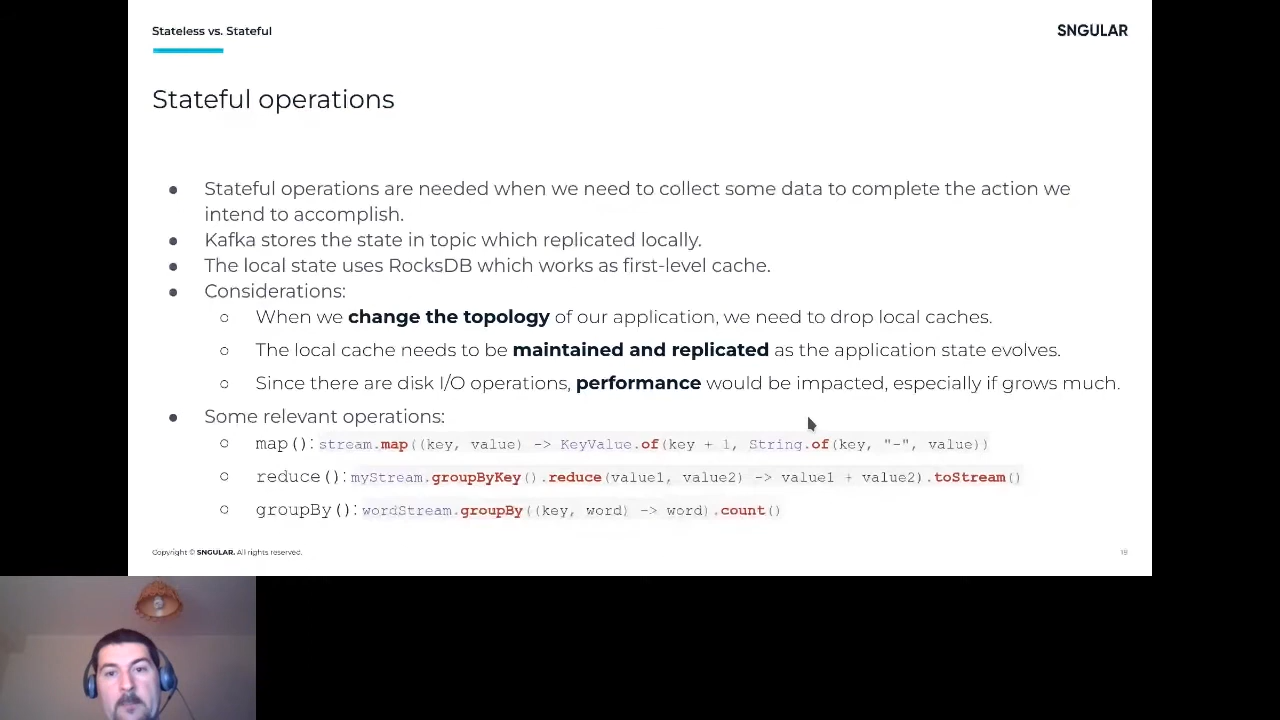 Stateless vs. Stateful
SNGULAR
Stateful operations
● Stateful operations are needed when we need to collect some data to complete the action we
intend to accomplish.
● Kafka stores the state in topic which replicated locally.
● The local state uses RocksDB which works as first-level cache.
● Considerations:
○ When we change the topology of our application, we need to drop local caches.
○ The local cache needs to be maintained and replicated as the application state evolves.
○ Since there are disk I/O operations, performance would be impacted, especially if grows much.
● Some relevant operations:
○ map(): stream.map((key, value) -> KeyValue.of(key + 1, String.of(key, "-", value))
○ reduce(): myStream.groupByKey().reduce(value1, value2) -> value1 + value2).toStream()
○ groupBy(): wordStream.groupBy((key, word) -> word).count()
Copyright © SNGULAR. All rights reserved.
18